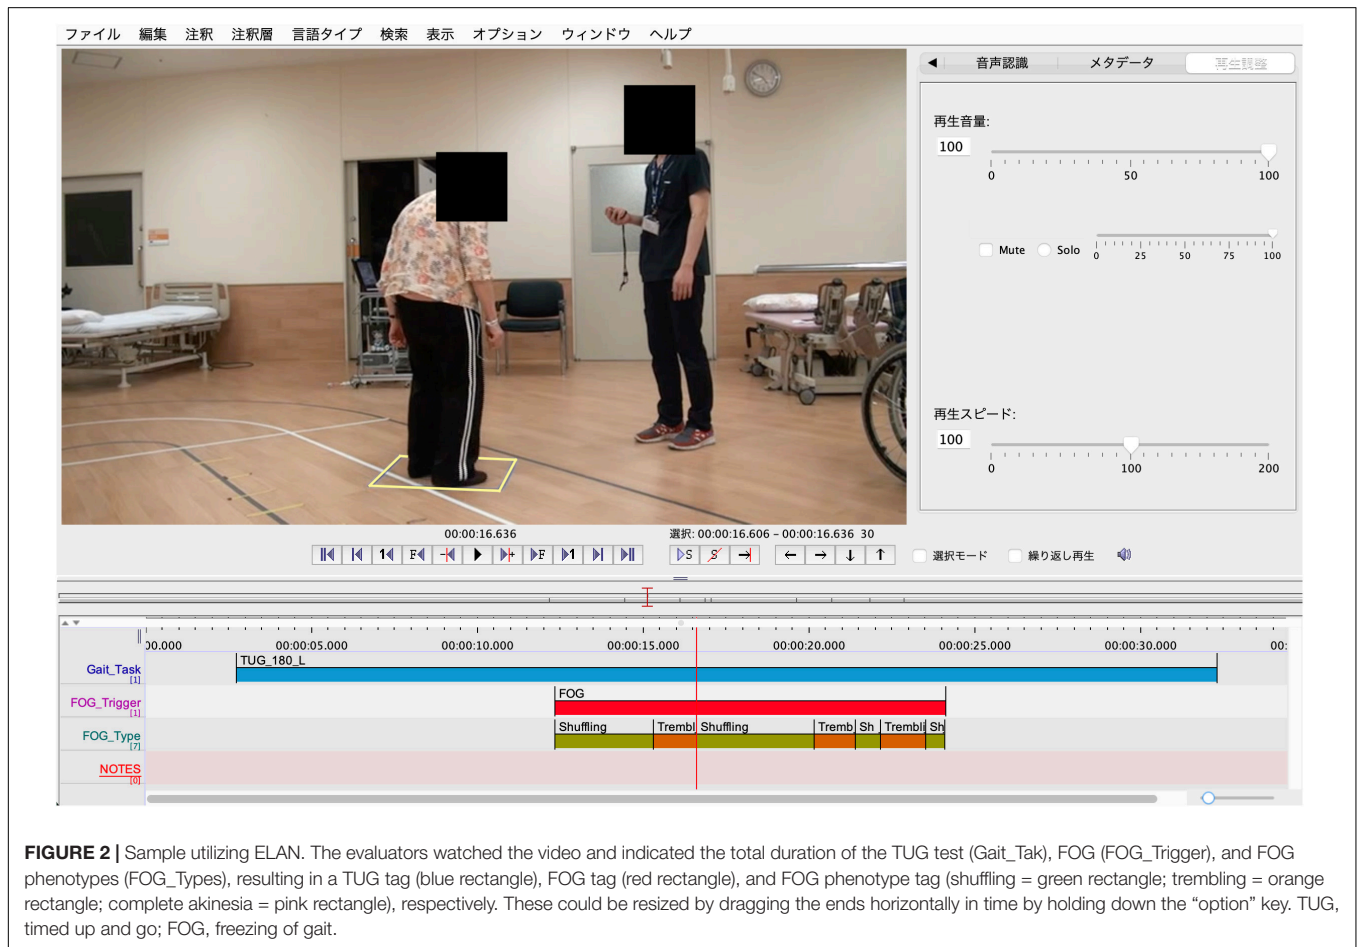 ファイル 編集 注釈 注釈層 言語タイプ 検索 表示 オプション ウィンドウ ヘルプ
音声認識 メタデータ 再生調整
再生音量:
100
0 50 100
Mute Solo 0 25 50 75 100
再生スピード:
100
0 100 200
00:00:16.636 選択: 00:00:16.606 – 00:00:16.636 30
1 F + F 1 S S 選択モード 繰り返し再生
00.000 00:00:05.000 00:00:10.000 00:00:15.000 00:00:20.000 00:00:25.000 00:00:30.000 00:
Gait_Task [1] TUG_180_L
FOG_Trigger [1] FOG
FOG_Type [7] Shuffling Trembl Shuffling Tremb Sh Trembli Sh
NOTES [0]
FIGURE 2 | Sample utilizing ELAN. The evaluators watched the video and indicated the total duration of the TUG test (Gait_Tak), FOG (FOG_Trigger), and FOG
phenotypes (FOG_Types), resulting in a TUG tag (blue rectangle), FOG tag (red rectangle), and FOG phenotype tag (shuffling = green rectangle; trembling = orange
rectangle; complete akinesia = pink rectangle), respectively. These could be resized by dragging the ends horizontally in time by holding down the “option” key. TUG,
timed up and go; FOG, freezing of gait.